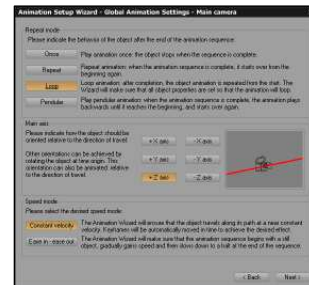 Animation Setup Wizard - Global Animation Settings - Main camera
Repeat mode
Please indicate the behavior of the object after the end of the animation sequence:
Once
Play animation once: the object stops when the sequence is complete.
Repeat
Repeat animation: when the animation sequence is complete, it starts over from the
beginning again.
Loop
Loop animation: after completion, the object animation is repeated from the start. The
Wizard will make sure that all object properties are set so that the animation will loop.
Pendule
Play pendule animation: when the animation sequence is complete, the animation plays
backwards until it reaches the beginning, and starts over again.
Main axis
Please indicate how the object should be
oriented relative to the direction of travel.
Other orientations can be achieved by
rotating the object at time origin. This
orientation can also be animated, relative
to the direction of travel.
+X axis
-X axis
+Y axis
-Y axis
+Z axis
-Z axis
Speed mode
Please select the desired speed mode:
Constant velocity
The Animation Wizard will ensure that the object travels along its path at a near constant
velocity. Keyframes will be automatically moved in time to achieve the desired effect.
Ease in - ease out
The Animation Wizard will make sure that the animation sequence begins with a still
object, gradually gains speed and then slows down to a halt at the end of the sequence.
< Back
Next >